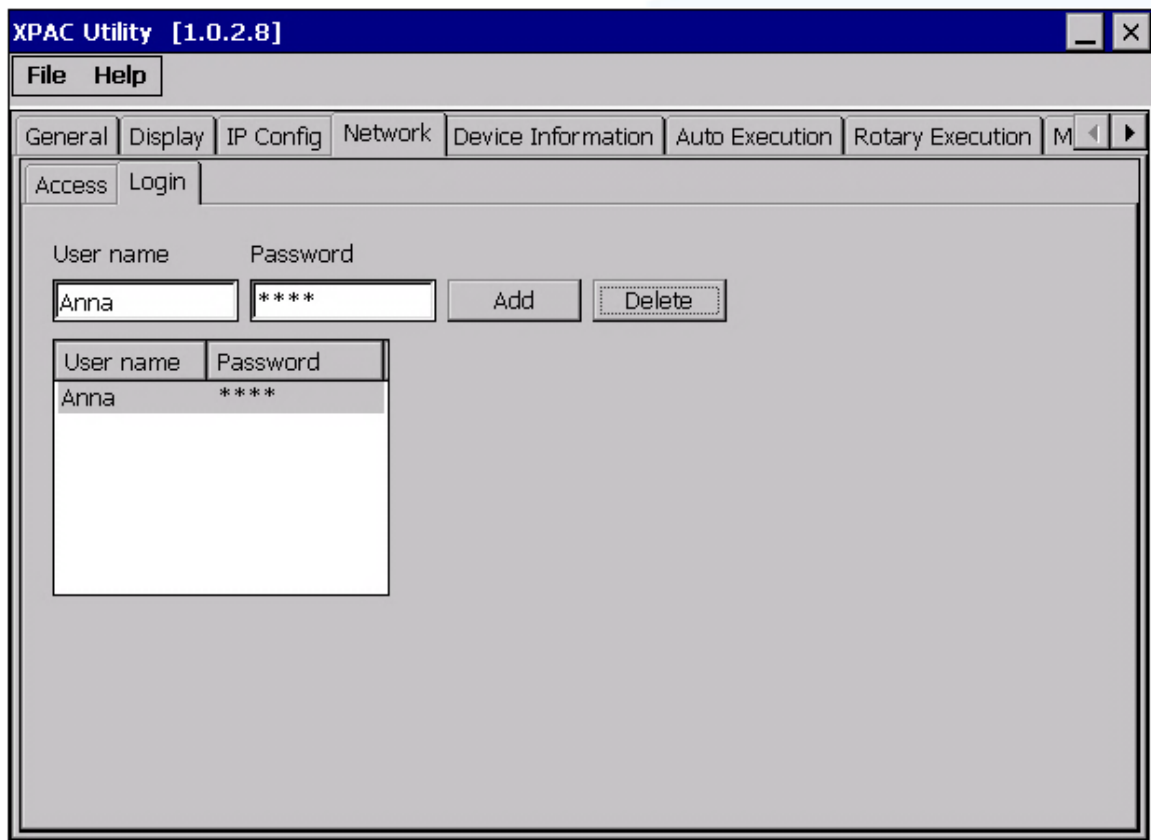 XPAC Utility [1.0.2.8]
File Help
General Display IP Config Network Device Information Auto Execution Rotary Execution M
Access Login
User name Password
Anna **** Add Delete
User name Password
Anna ****